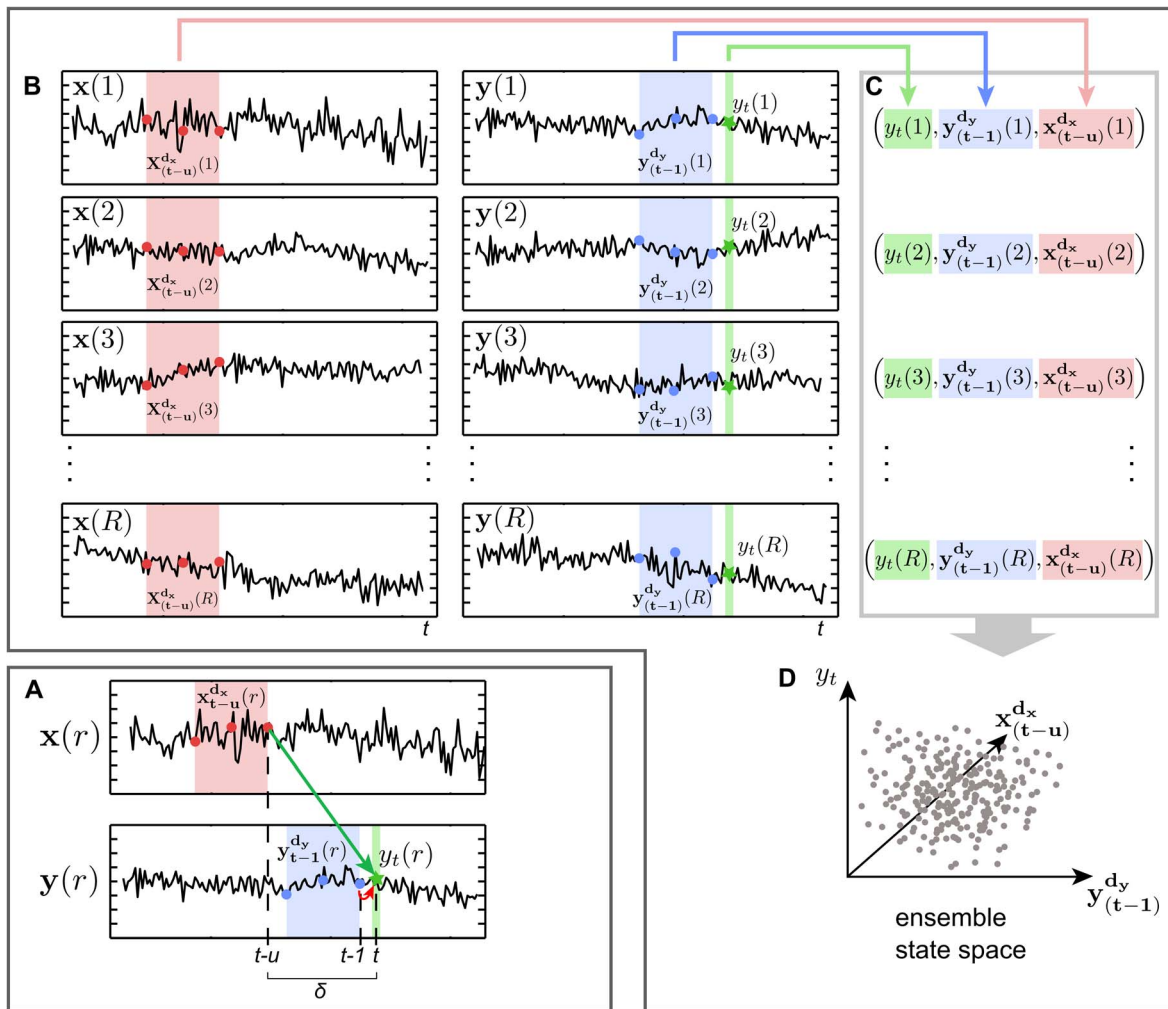 B
C
𝐱(1)
𝐱^{𝐝_𝐱}_{(𝐭−𝐮)}(1)
𝐲(1)
y_t(1)
𝐲^{𝐝_𝐲}_{(𝐭−𝟏)}(1)
(y_t(1), 𝐲^{𝐝_𝐲}_{(𝐭−𝟏)}(1), 𝐱^{𝐝_𝐱}_{(𝐭−𝐮)}(1))
𝐱(2)
𝐱^{𝐝_𝐱}_{(𝐭−𝐮)}(2)
𝐲(2)
y_t(2)
𝐲^{𝐝_𝐲}_{(𝐭−𝟏)}(2)
(y_t(2), 𝐲^{𝐝_𝐲}_{(𝐭−𝟏)}(2), 𝐱^{𝐝_𝐱}_{(𝐭−𝐮)}(2))
𝐱(3)
𝐱^{𝐝_𝐱}_{(𝐭−𝐮)}(3)
𝐲(3)
y_t(3)
𝐲^{𝐝_𝐲}_{(𝐭−𝟏)}(3)
(y_t(3), 𝐲^{𝐝_𝐲}_{(𝐭−𝟏)}(3), 𝐱^{𝐝_𝐱}_{(𝐭−𝐮)}(3))
𝐱(R)
𝐱^{𝐝_𝐱}_{(𝐭−𝐮)}(R)
t
𝐲(R)
y_t(R)
𝐲^{𝐝_𝐲}_{(𝐭−𝟏)}(R)
t
(y_t(R), 𝐲^{𝐝_𝐲}_{(𝐭−𝟏)}(R), 𝐱^{𝐝_𝐱}_{(𝐭−𝐮)}(R))
A
𝐱(r)
𝐱^{𝐝_𝐱}_{𝐭−𝐮}(r)
𝐲(r)
𝐲^{𝐝_𝐲}_{𝐭−𝟏}(r)
y_t(r)
t-u
t-1
t
δ
D
y_t
𝐱^{𝐝_𝐱}_{(𝐭−𝐮)}
𝐲^{𝐝_𝐲}_{(𝐭−𝟏)}
ensemble
state space